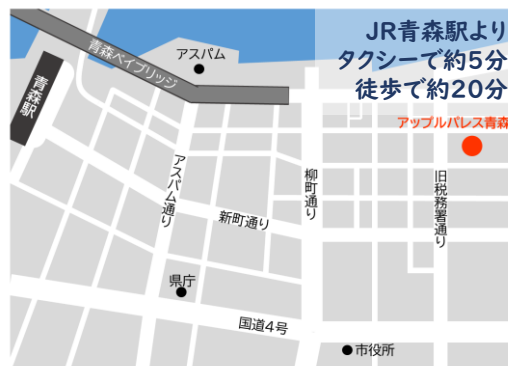 JR青森駅より
タクシーで約5分
徒歩で約20分
青森ベイブリッジ
アスパム
青森駅
アップルパレス青森
アスパム通り
新町通り
柳町通り
旧税務署通り
県庁
国道4号
市役所